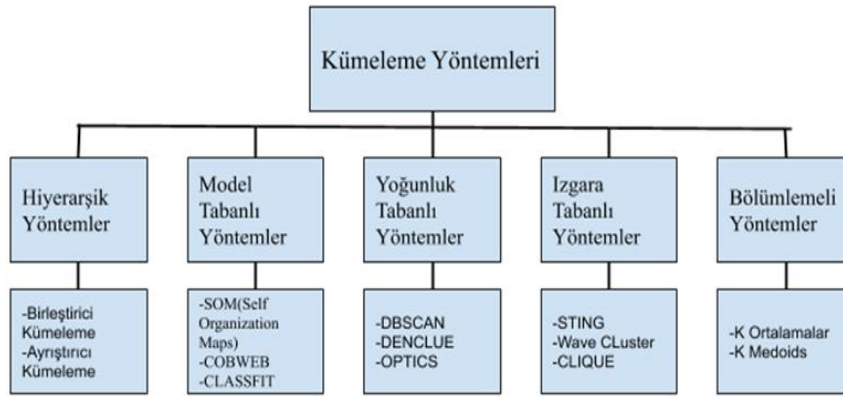 Kümeleme Yöntemleri
Hiyerarşik
Yöntemler
Model
Tabanlı
Yöntemler
Yoğunluk
Tabanlı
Yöntemler
Izgara
Tabanlı
Yöntemler
Bölümlemeli
Yöntemler
-Birleştirici
Kümeleme
-Ayrıştırıcı
Kümeleme
-SOM(Self
Organization
Maps)
-COBWEB
-CLASSFIT
-DBSCAN
-DENCLUE
-OPTICS
-STING
-Wave CLuster
-CLIQUE
-K Ortalamalar
-K Medoids